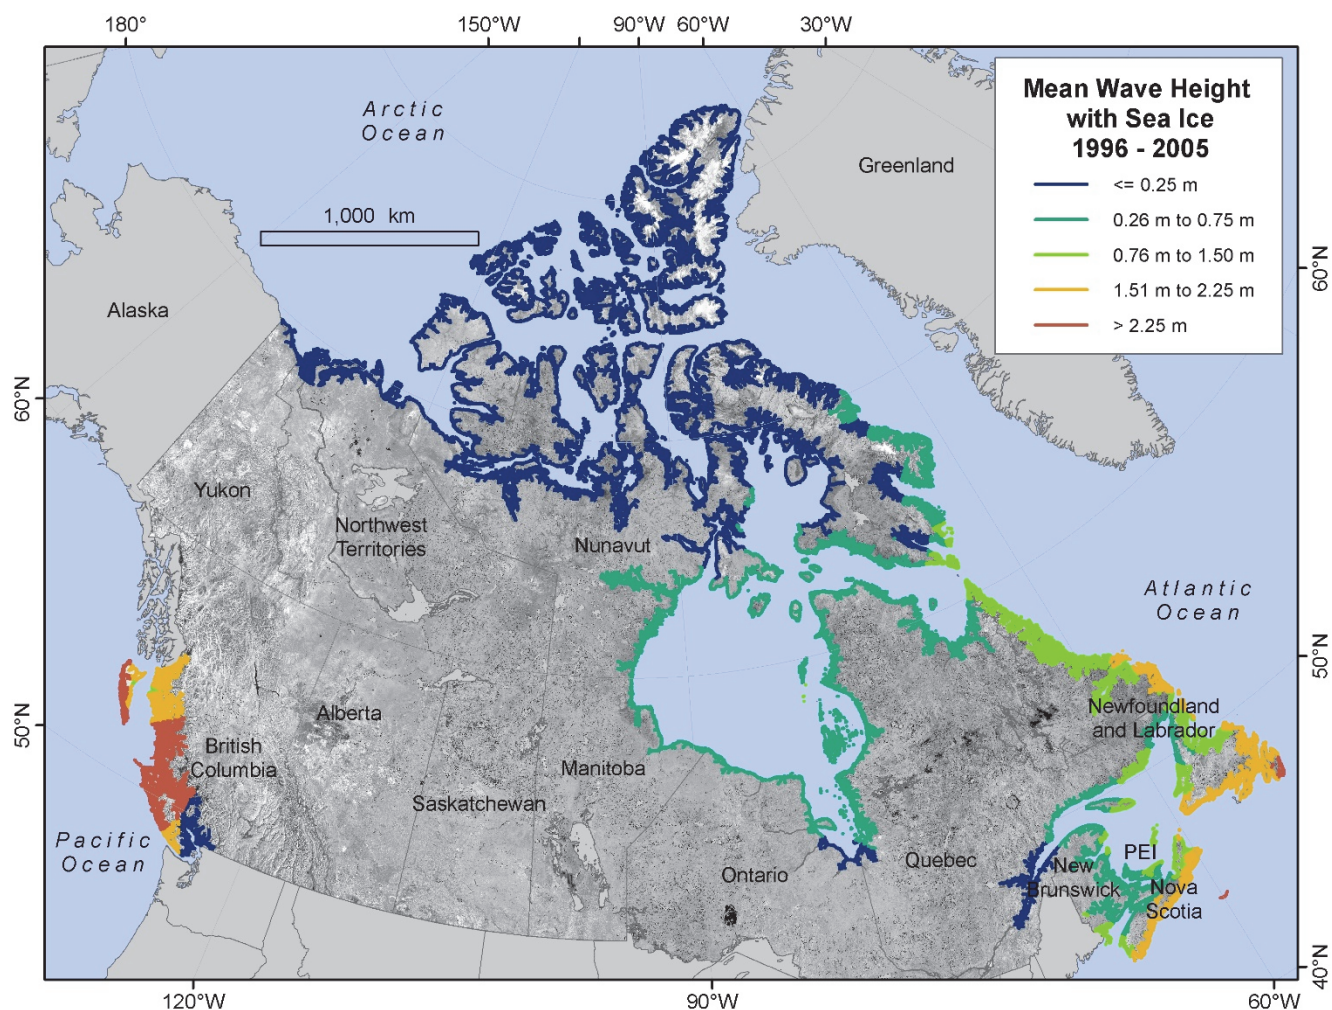 180°
150°W
90°W
60°W
30°W
Mean Wave Height
with Sea Ice
1996 - 2005
<= 0.25 m
0.26 m to 0.75 m
0.76 m to 1.50 m
1.51 m to 2.25 m
> 2.25 m
Arctic
Ocean
Greenland
1,000 km
60°N
Alaska
60°N
Yukon
Northwest
Territories
Nunavut
Atlantic
Ocean
50°N
50°N
Alberta
British
Columbia
Newfoundland
and Labrador
Manitoba
Saskatchewan
Pacific
Ocean
Ontario
Quebec
PEI
New
Brunswick
Nova
Scotia
40°N
120°W
90°W
60°W